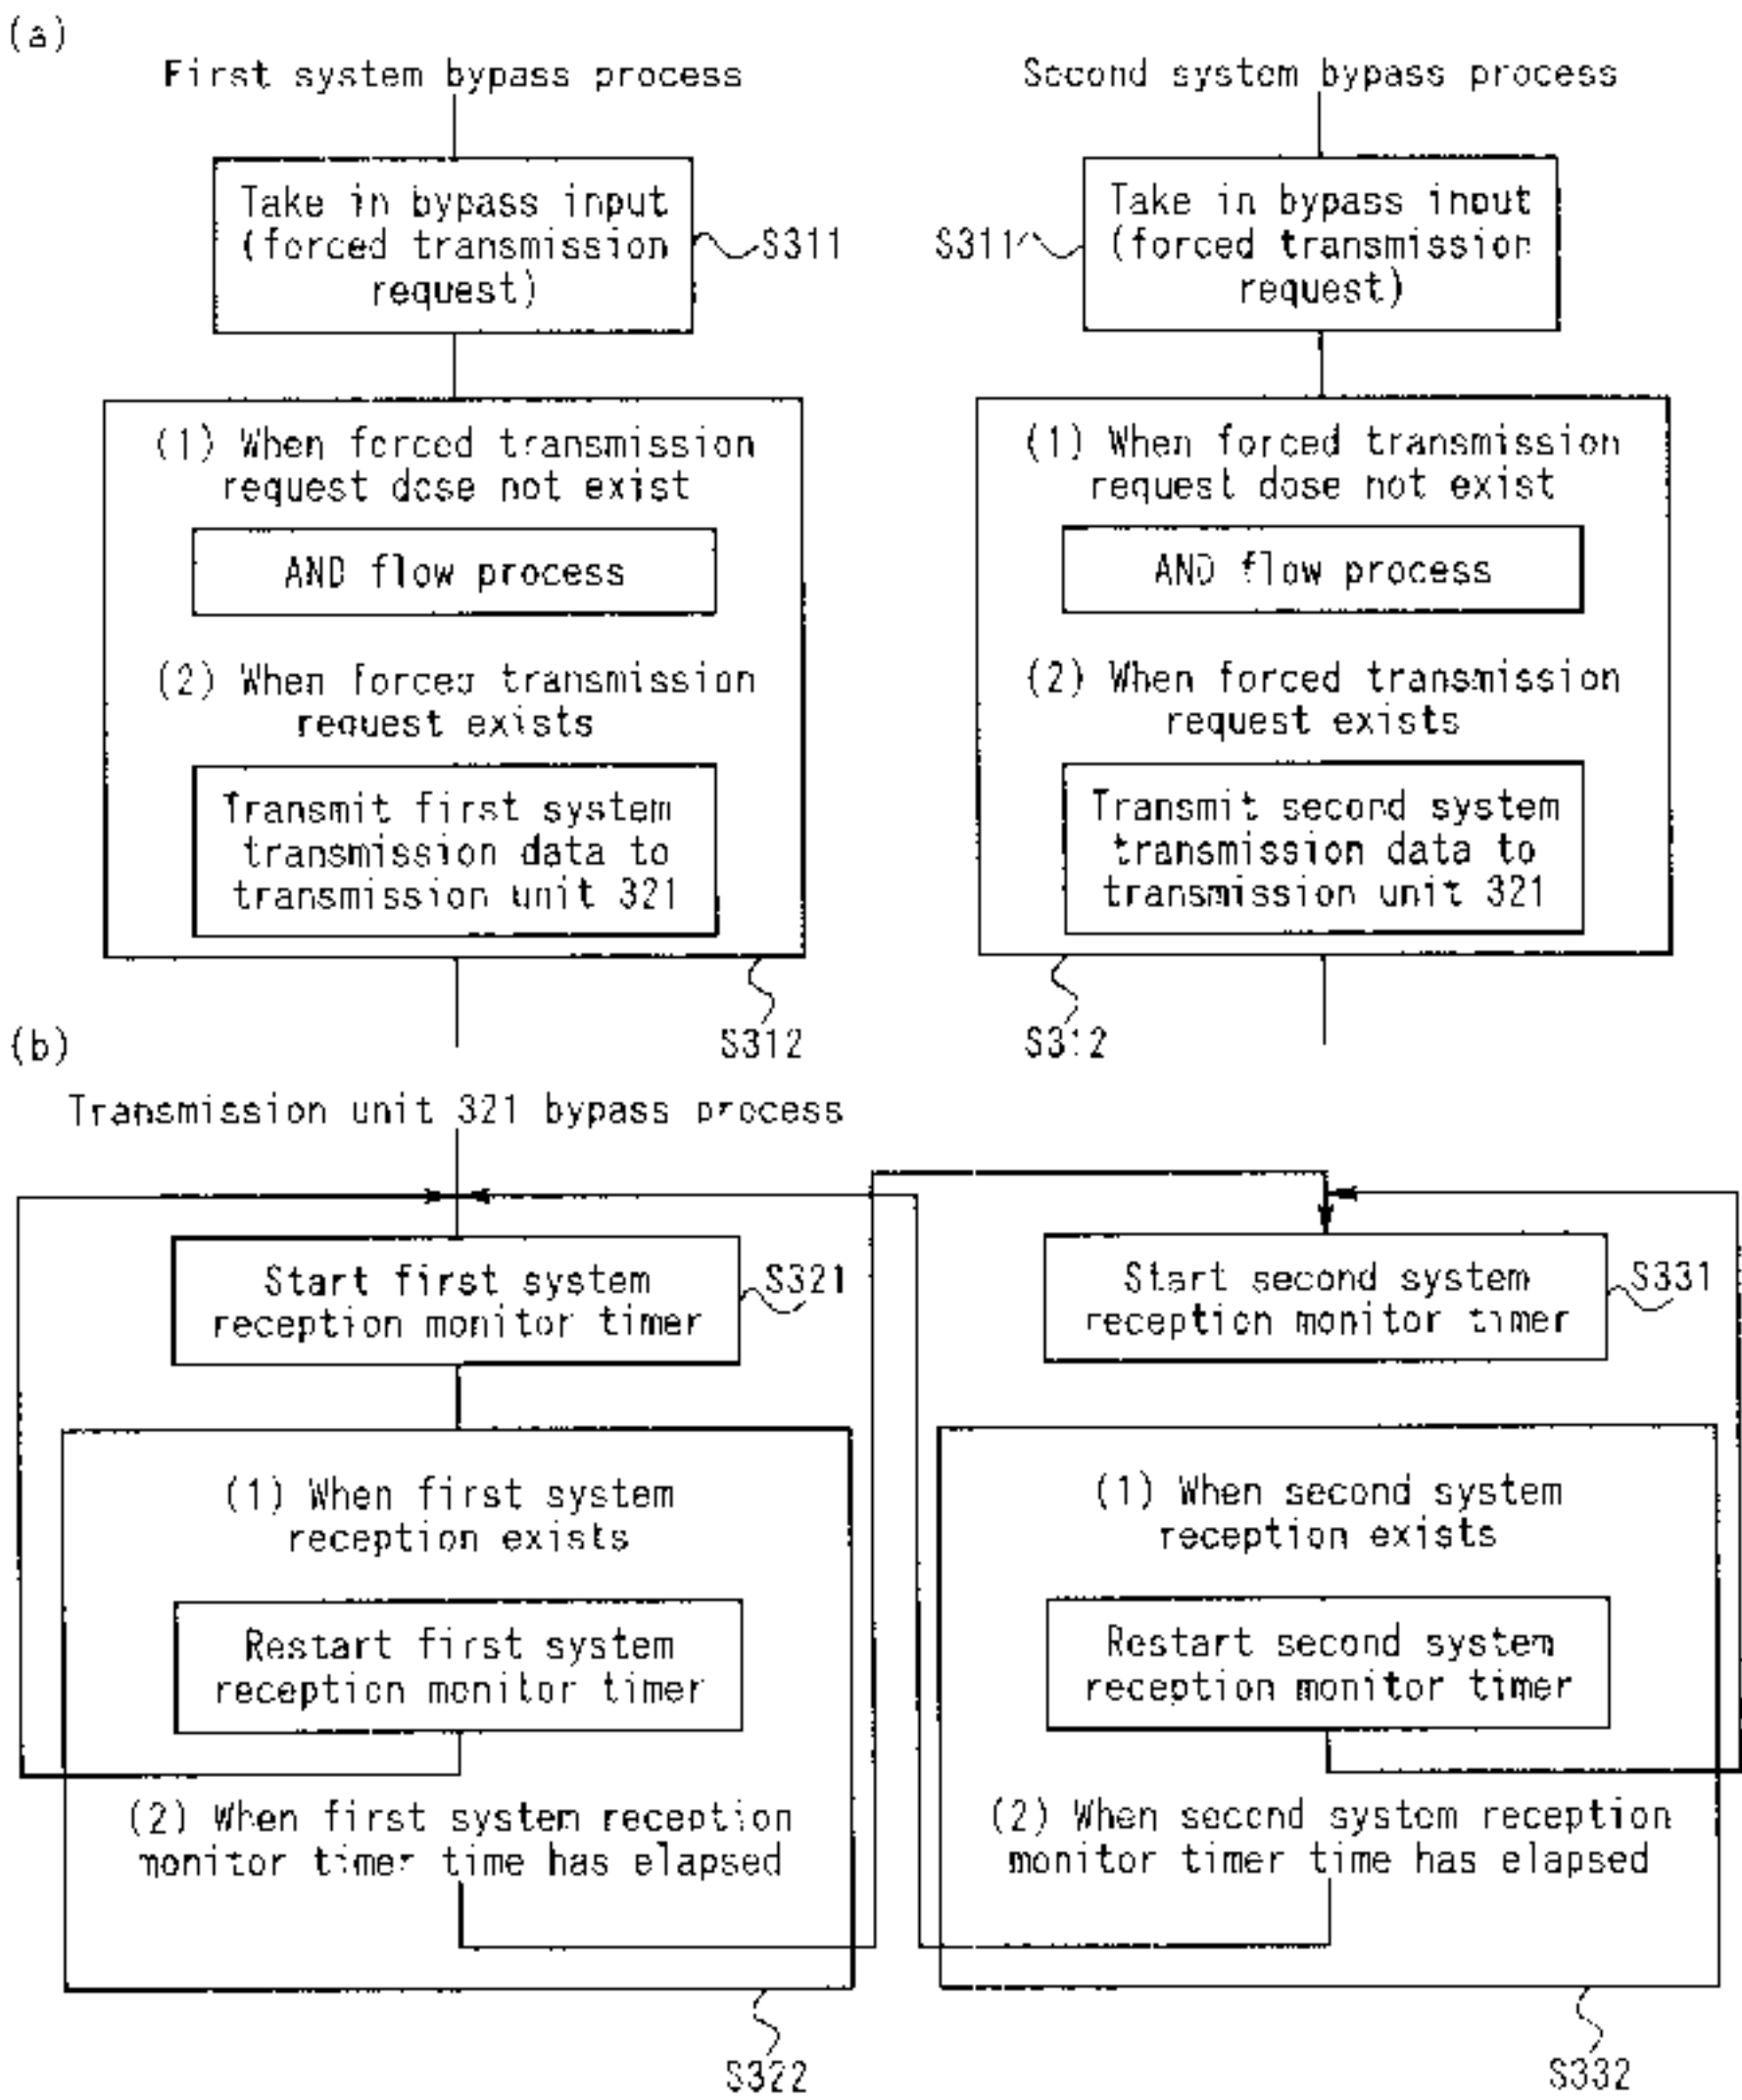 (a)
First system bypass process
Take in bypass input
(forced transmission
request)
S311
(1) When forced transmission
request dose not exist
AND flow process
(2) When forced transmission
request exists
Transmit first system
transmission data to
transmission unit 321
S312
Second system bypass process
Take in bypass input
(forced transmission
request)
S311
(1) When forced transmission
request dose not exist
AND flow process
(2) When forced transmission
request exists
Transmit second system
transmission data to
transmission unit 321
S312
(b)
Transmission unit 321 bypass process
Start first system
reception monitor timer
S321
(1) When first system
reception exists
Restart first system
reception monitor timer
(2) When first system reception
monitor timer time has elapsed
S322
Start second system
reception monitor timer
S331
(1) When second system
reception exists
Restart second system
reception monitor timer
(2) When second system reception
monitor timer time has elapsed
S332